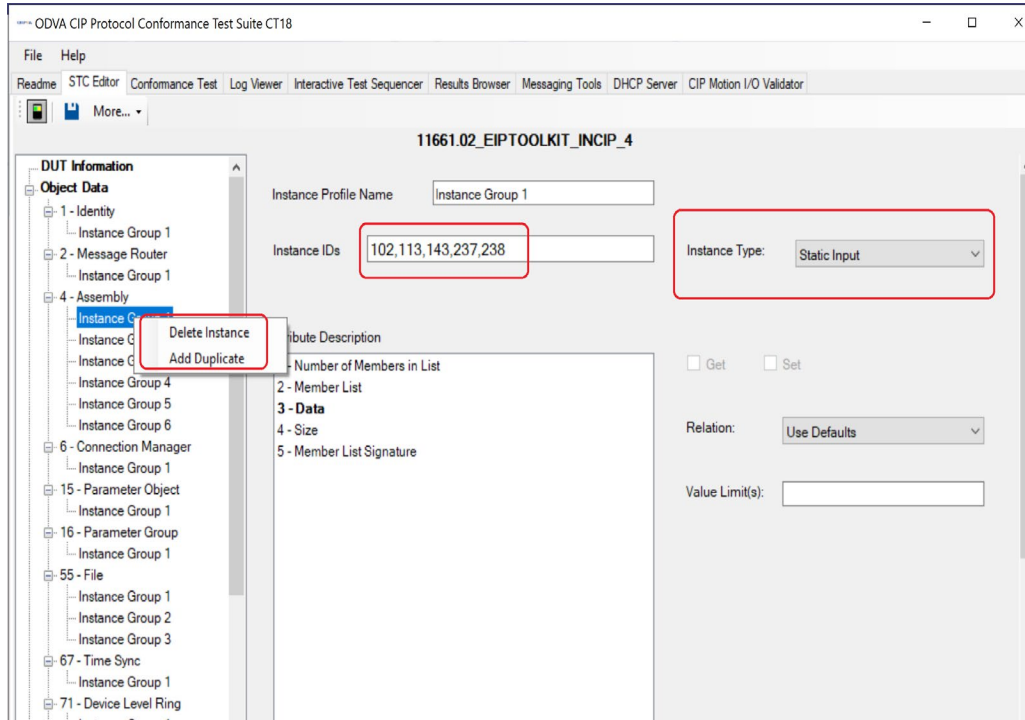 ODVA CIP Protocol Conformance Test Suite CT18
File Help
Readme STC Editor Conformance Test Log Viewer Interactive Test Sequencer Results Browser Messaging Tools DHCP Server CIP Motion I/O Validator
More...
11661.02_EIPTOOLKIT_INCIP_4
DUT Information
Object Data
1 - Identity
Instance Group 1
2 - Message Router
Instance Group 1
4 - Assembly
Instance
Instance
Instance
Instance Group 4
Instance Group 5
Instance Group 6
6 - Connection Manager
Instance Group 1
15 - Parameter Object
Instance Group 1
16 - Parameter Group
Instance Group 1
55 - File
Instance Group 1
Instance Group 2
Instance Group 3
67 - Time Sync
Instance Group 1
71 - Device Level Ring
Delete Instance
Add Duplicate
Instance Profile Name Instance Group 1
Instance IDs 102,113,143,237,238
Instance Type: Static Input
Description
- Number of Members in List
2 - Member List
3 - Data
4 - Size
5 - Member List Signature
Get Set
Relation: Use Defaults
Value Limit(s):